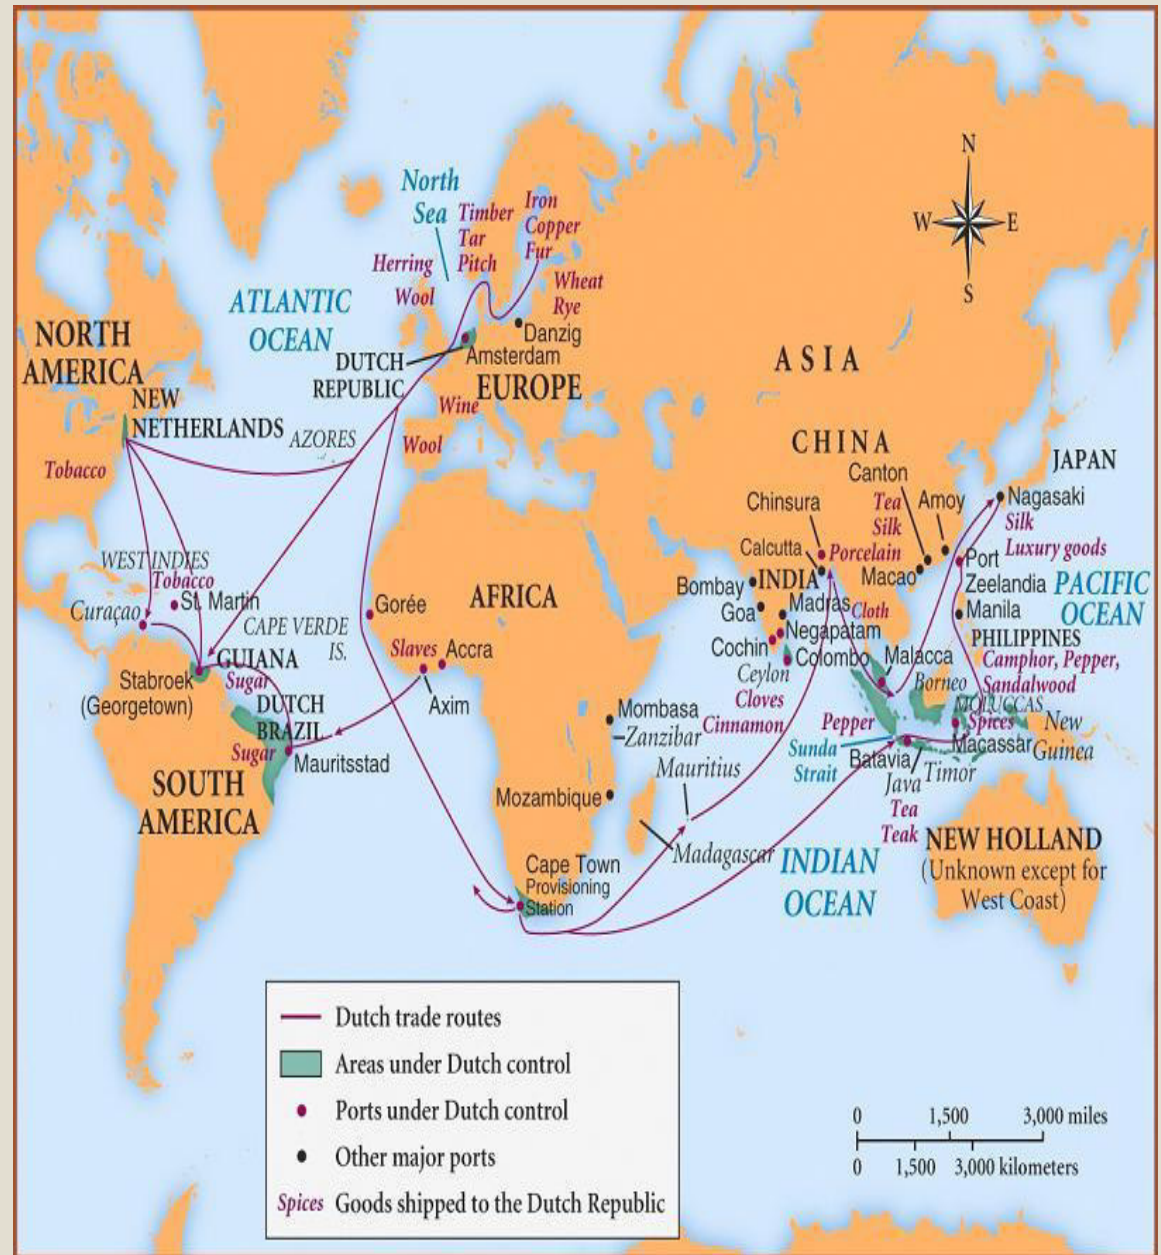 N
W
E
S
North
Sea
Timber
Tar
Pitch
Iron
Copper
Fur
Herring
Wool
Wheat
Rye
ATLANTIC
OCEAN
Danzig
Amsterdam
DUTCH
REPUBLIC
EUROPE
NORTH
AMERICA
NEW
NETHERLANDS
AZORES
Wine
Wool
Tobacco
ASIA
CHINA
JAPAN
Canton
Tea
Silk
Porcelain
Amoy
Nagasaki
Silk
Luxury goods
Chinsura
Calcutta
INDIA
Macao
Port
Zeelandia
PACIFIC
OCEAN
Bombay
Goa
Madras
Cloth
Manila
Negapatam
Cochin
Colombo
Ceylon
Cloves
Cinnamon
Malacca
PHILIPPINES
Camphor, Pepper,
Sandalwood
Borneo
MOLUCCAS
Spices
New
Guinea
Macassar
Pepper
Sunda
Strait
Batavia
Java
Timor
Tea
Teak
WEST INDIES
Tobacco
St. Martin
Curaçao
CAPE VERDE
IS.
Gorée
AFRICA
Slaves
Accra
Axim
GUIANA
Sugar
Stabroek
(Georgetown)
DUTCH
BRAZIL
Sugar
Mauritsstad
SOUTH
AMERICA
Mombasa
Zanzibar
Mauritius
Mozambique
Madagascar
INDIAN
OCEAN
NEW HOLLAND
(Unknown except for
West Coast)
Cape Town
Provisioning
Station
Dutch trade routes
Areas under Dutch control
Ports under Dutch control
Other major ports
Spices Goods shipped to the Dutch Republic
0 1,500 3,000 miles
0 1,500 3,000 kilometers